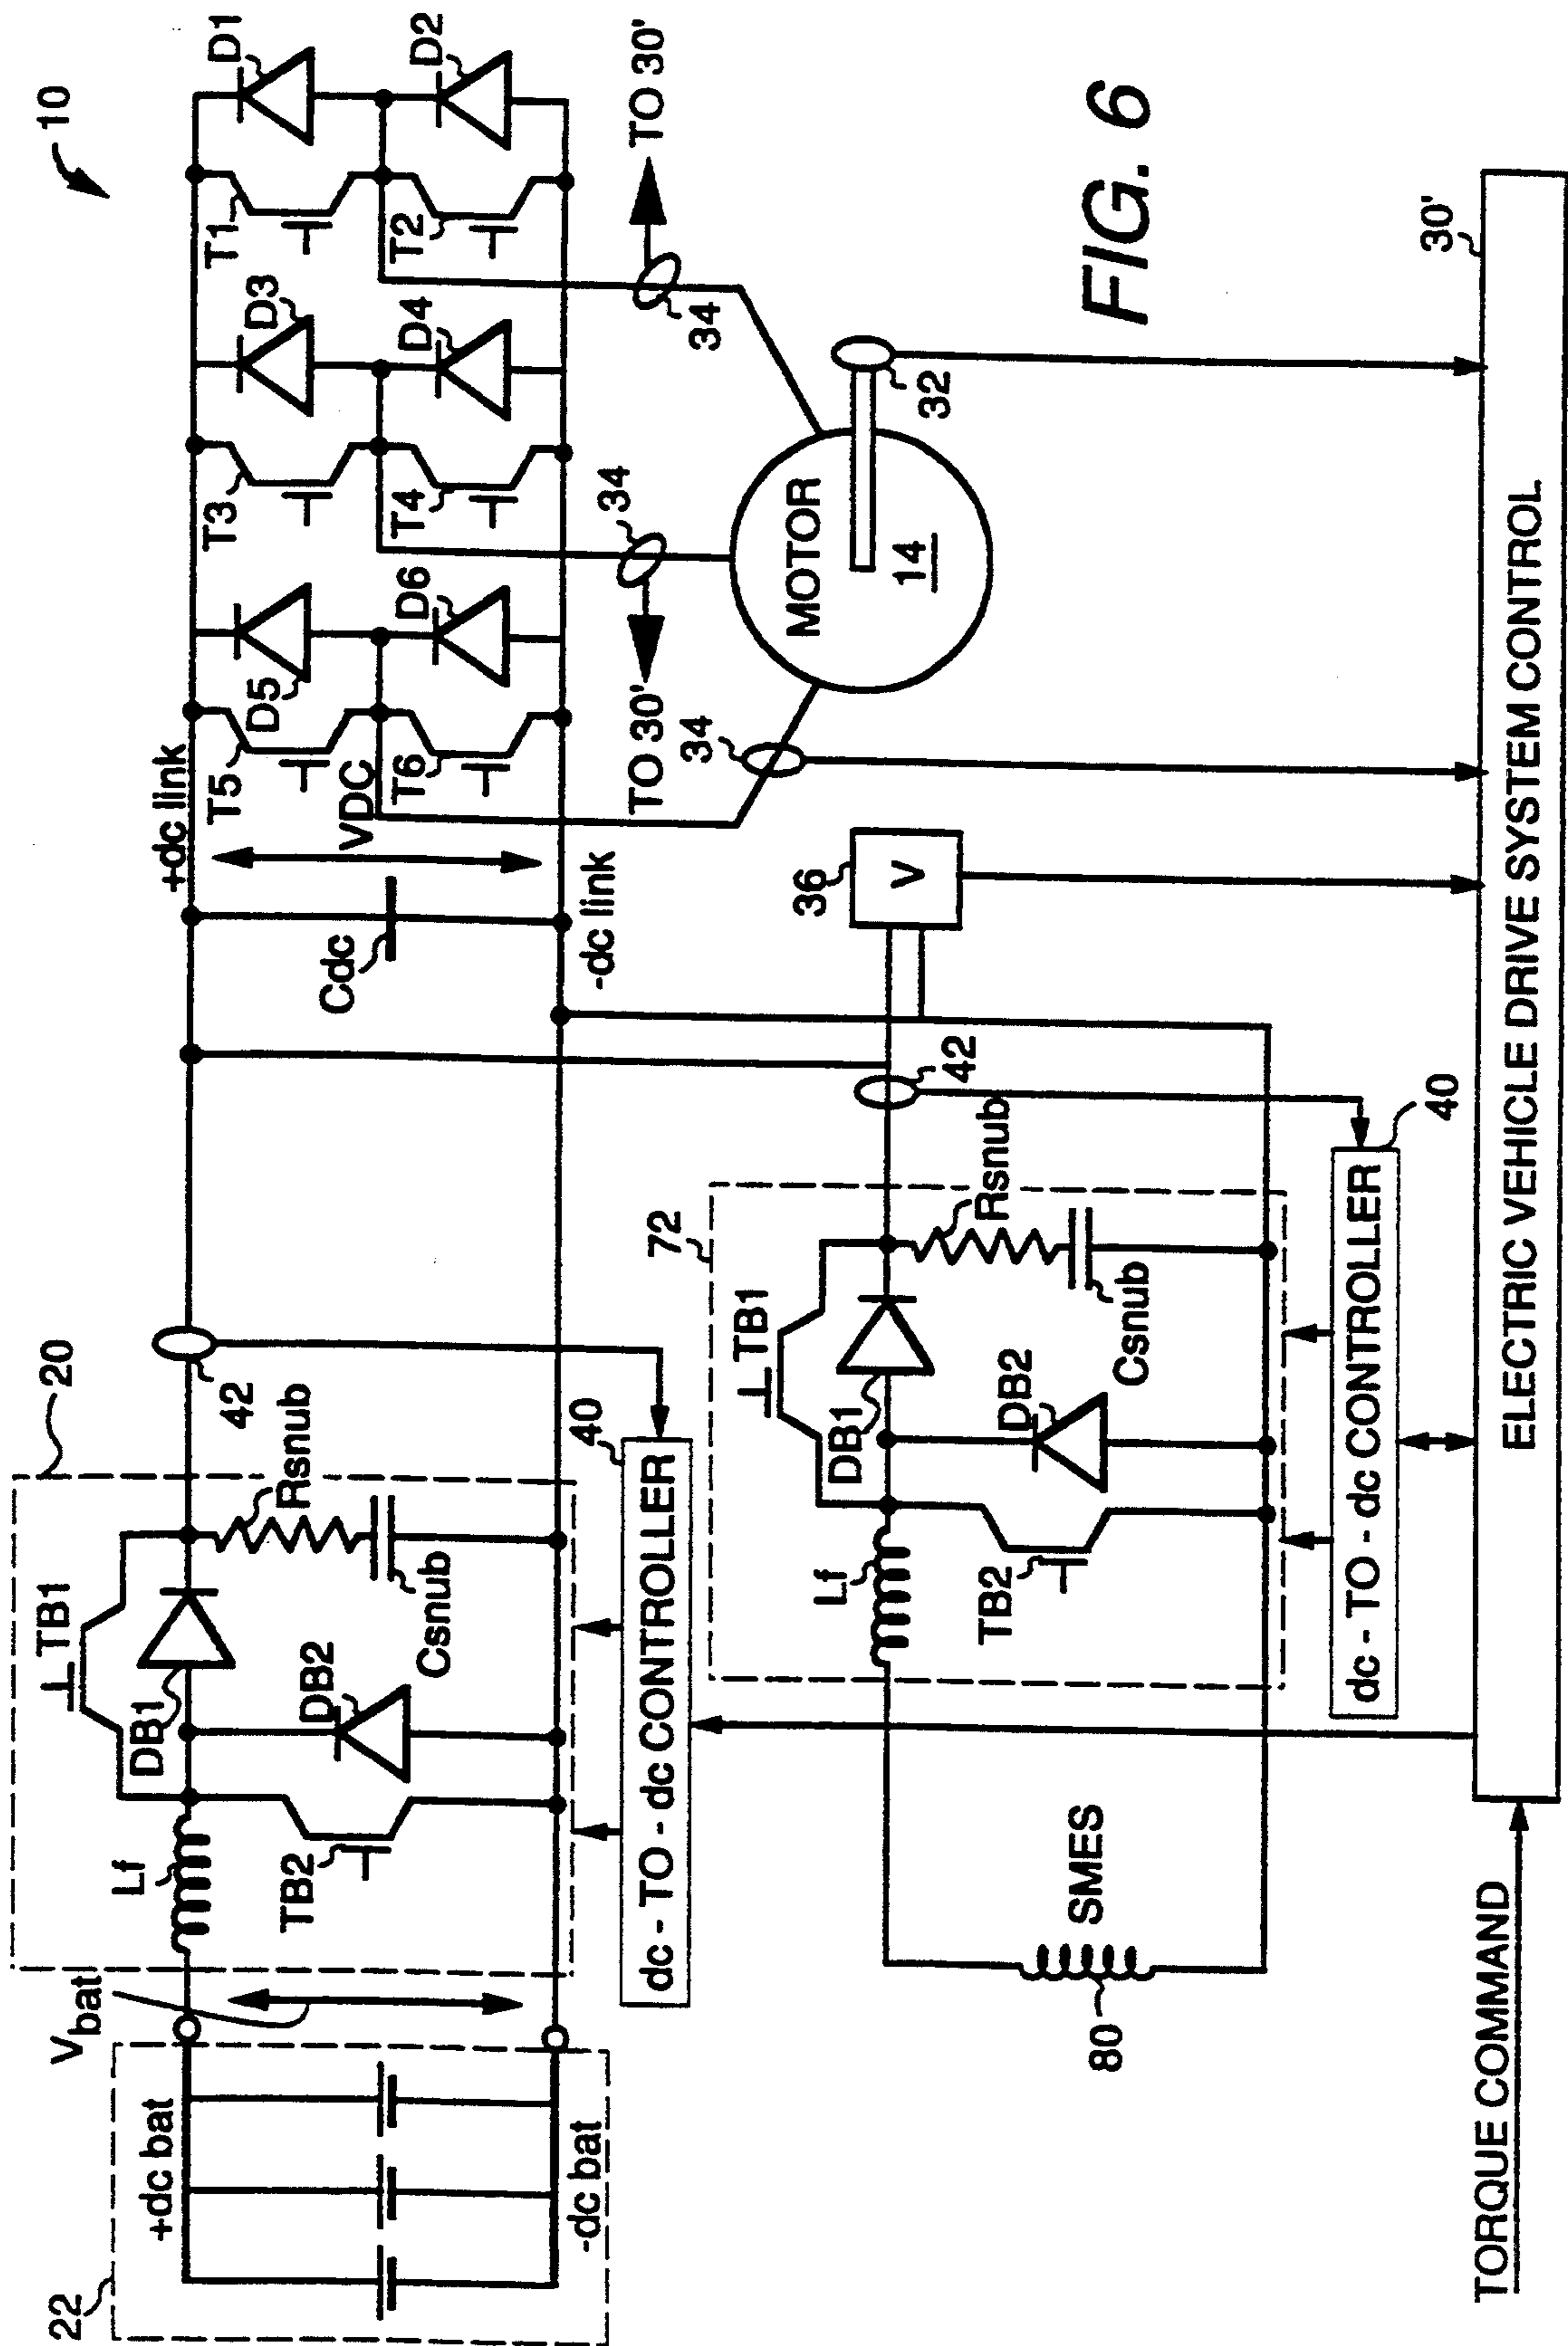 10
20
22
+dc bat
-dc bat
Vbat
Lf
TB1
DB1
TB2
DB2
Rsnub
Csnub
42
40
dc - TO - dc CONTROLLER
+dc link
-dc link
Cdc
VDC
T5
D5
T6
D6
T3
D3
T4
D4
T1
D1
T2
D2
TO 30'
34
TO 30'
34
34
MOTOR
14
32
36
V
72
Lf
TB1
DB1
TB2
DB2
Rsnub
Csnub
42
SMES
80
dc - TO - dc CONTROLLER
40
30'
TORQUE COMMAND
ELECTRIC VEHICLE DRIVE SYSTEM CONTROL
FIG. 6